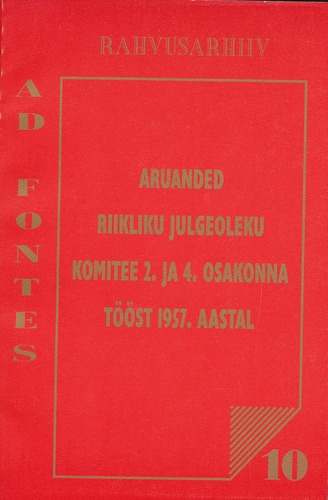 RAHVUSARHIIV
AD FONTES
ARUANDED
RIIKLIKU JULGEOLEKU
KOMITEE 2. JA 4. OSAKONNA
TÖÖST 1957. AASTAL
10